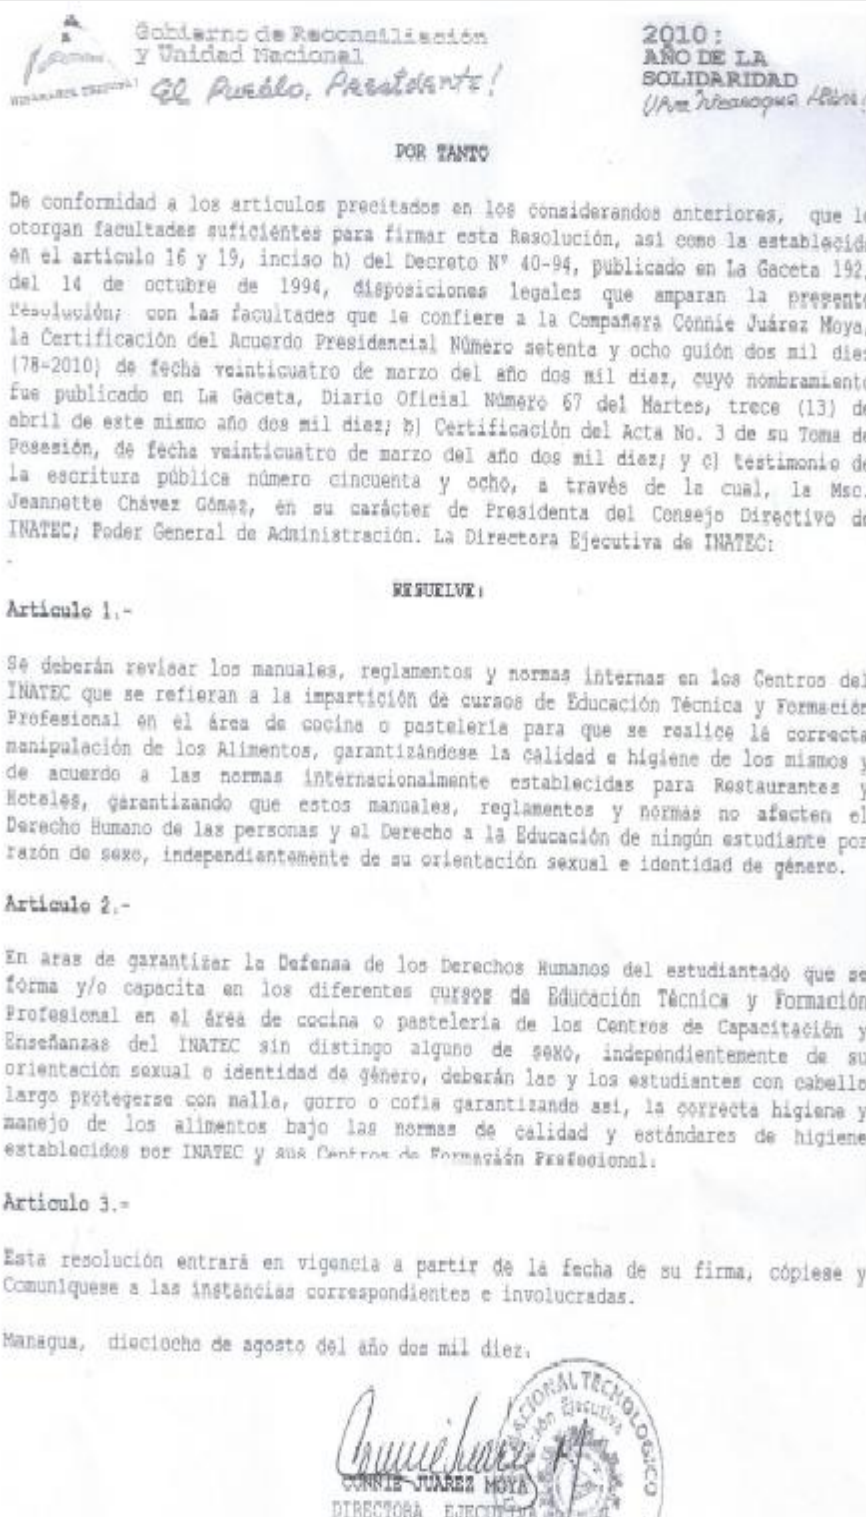 Gobierno de Reconciliación
y Unidad Nacional
El Pueblo, Presidente!
2010:
AÑO DE LA
SOLIDARIDAD
POR TANTO
De conformidad a los artículos precitados en los considerandos anteriores, que le
otorgan facultades suficientes para firmar esta Resolución, así como la establecida
en el artículo 16 y 19, inciso h) del Decreto N° 40-94, publicado en La Gaceta 192,
del 14 de octubre de 1994, disposiciones legales que amparan la presente
resolución; con las facultades que le confiere a la Compañera Connie Juárez Moya,
la Certificación del Acuerdo Presidencial Número setenta y ocho guión dos mil diez
(78-2010) de fecha veinticuatro de marzo del año dos mil diez, cuyo nombramiento
fue publicado en La Gaceta, Diario Oficial Número 67 del Martes, trece (13) de
abril de este mismo año dos mil diez; b) Certificación del Acta No. 3 de su Toma de
Posesión, de fecha veinticuatro de marzo del año dos mil diez; y c) testimonio de
la escritura pública número cincuenta y ocho, a través de la cual, la Msc.
Jeannette Chávez Gómez, en su carácter de Presidenta del Consejo Directivo de
INATEC; Poder General de Administración. La Directora Ejecutiva de INATEC:
RESUELVE:
Artículo 1.-
Se deberán revisar los manuales, reglamentos y normas internas en los Centros del
INATEC que se refieran a la impartición de cursos de Educación Técnica y Formación
Profesional en el área de cocina o pastelería para que se realice la correcta
manipulación de los Alimentos, garantizándose la calidad e higiene de los mismos y
de acuerdo a las normas internacionalmente establecidas para Restaurantes y
Hoteles, garantizando que estos manuales, reglamentos y normas no afecten el
Derecho Humano de las personas y el Derecho a la Educación de ningún estudiante por
razón de sexo, independientemente de su orientación sexual e identidad de género.
Artículo 2.-
En aras de garantizar la Defensa de los Derechos Humanos del estudiantado que se
forma y/o capacita en los diferentes cursos de Educación Técnica y Formación
Profesional en el área de cocina o pastelería de los Centros de Capacitación y
Enseñanzas del INATEC sin distingo alguno de sexo, independientemente de su
orientación sexual o identidad de género, deberán las y los estudiantes con cabello
largo protegerse con malla, gorro o cofia garantizando así, la correcta higiene y
manejo de los alimentos bajo las normas de calidad y estándares de higiene
establecidos por INATEC y sus Centros de Formación Profesional.
Artículo 3.-
Esta resolución entrará en vigencia a partir de la fecha de su firma, cópiese y
Comuníquese a las instancias correspondientes e involucradas.
Managua, dieciocho de agosto del año dos mil diez.
CONNIE JUAREZ MOYA
DIRECTORA EJECUTIVA